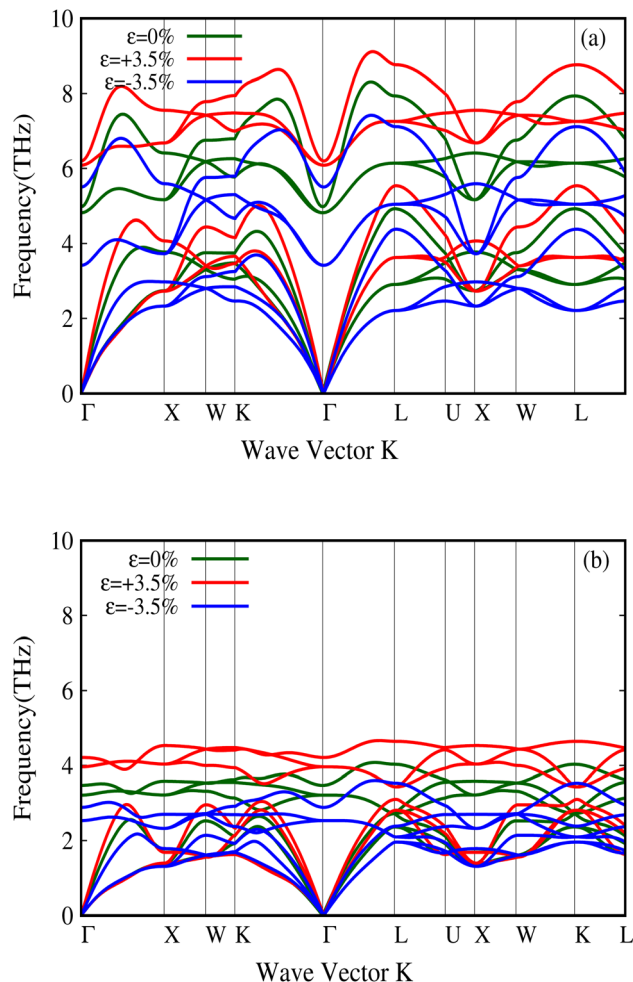 10
8
6
4
2
0
Frequency(THz)
ε=0%
ε=+3.5%
ε=-3.5%
(a)
Γ X W K Γ L U X W L L
Wave Vector K
10
8
6
4
2
0
Frequency(THz)
ε=0%
ε=+3.5%
ε=-3.5%
(b)
Γ X W K Γ L U X W K L
Wave Vector K